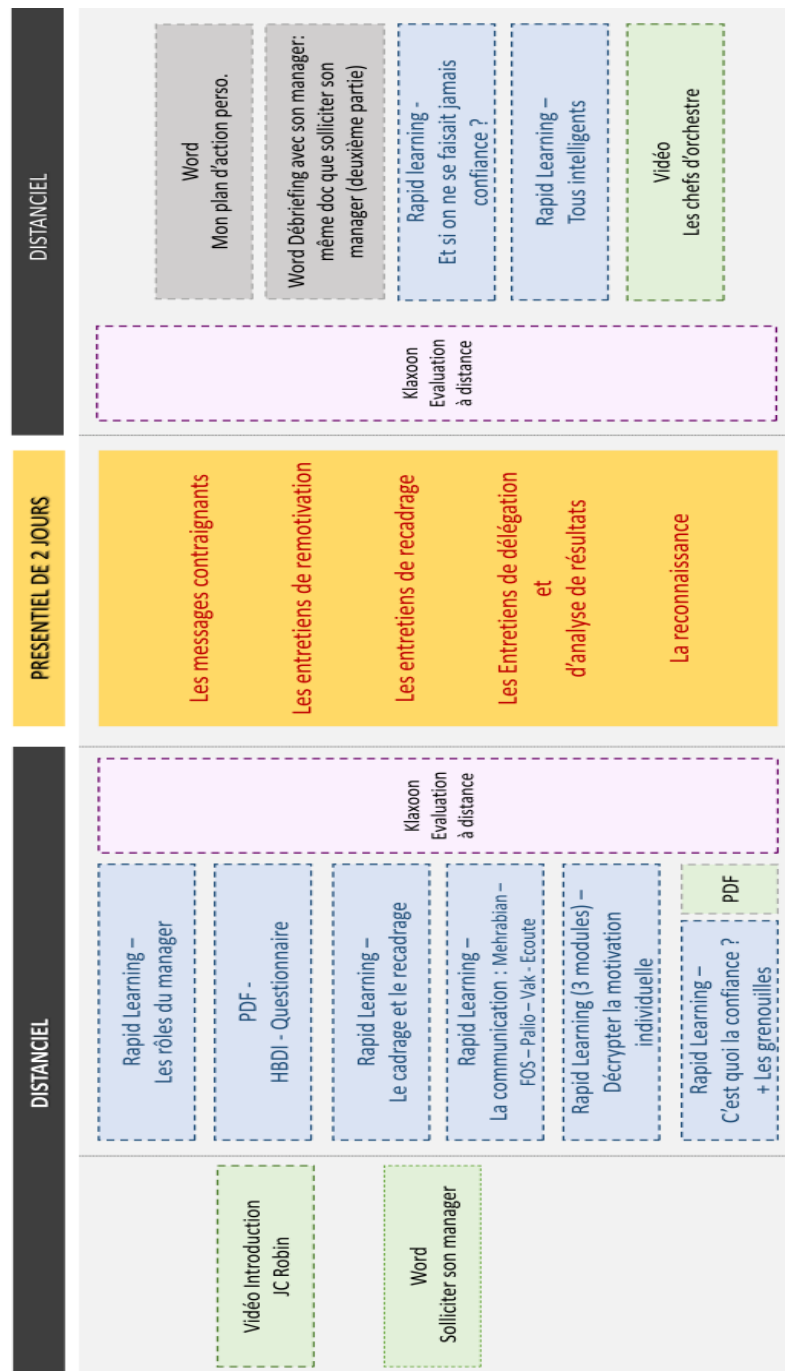 DISTANCIEL
PRESENTIEL DE 2 JOURS
DISTANCIEL
Vidéo Introduction
JC Robin
Word
Solliciter son manager
Rapid Learning –
Les rôles du manager
PDF -
HBDI - Questionnaire
Rapid Learning –
Le cadrage et le recadrage
Rapid Learning –
La communication : Mehrabian –
FOS – Palio – Vak - Ecoute
Rapid Learning (3 modules) –
Décrypter la motivation
individuelle
Rapid Learning –
C'est quoi la confiance ?
+ Les grenouilles
PDF
Klaxoon
Evaluation
à distance
Les messages contraignants
Les entretiens de remotivation
Les entretiens de recadrage
Les Entretiens de délégation
et
d'analyse de résultats
La reconnaissance
Klaxoon
Evaluation
à distance
Word
Mon plan d'action perso.
Word Débriefing avec son manager:
même doc que solliciter son
manager (deuxième partie)
Rapid learning -
Et si on ne se faisait jamais
confiance ?
Rapid Learning –
Tous intelligents
Vidéo
Les chefs d'orchestre